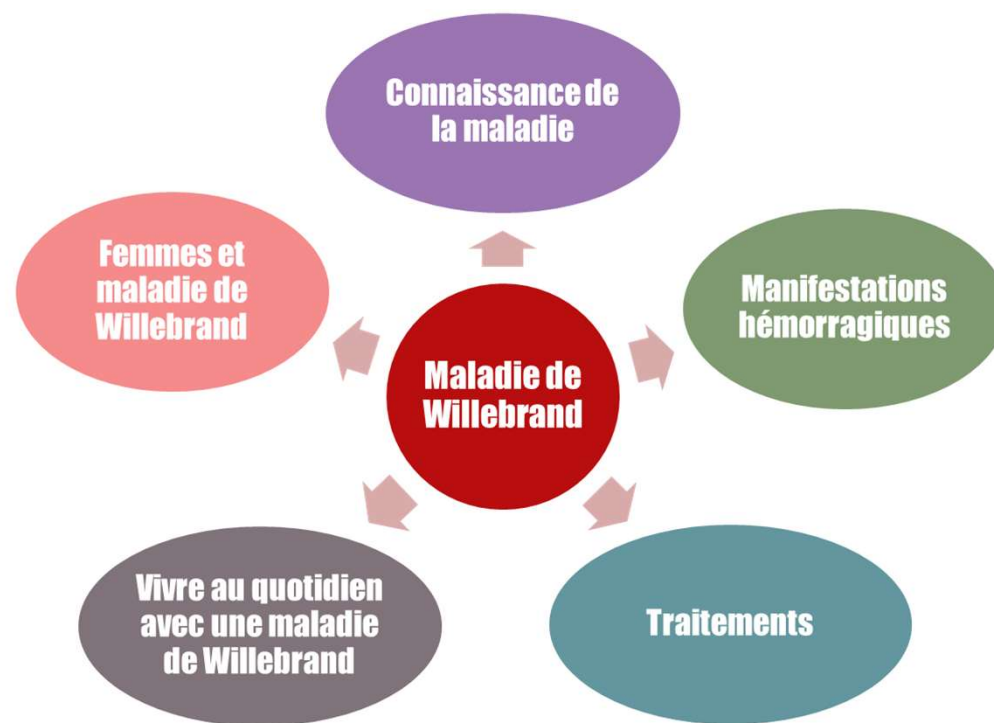 Connaissance de
la maladie
Femmes et
maladie de
Willebrand
Manifestations
hémorragiques
Maladie de
Willebrand
Vivre au quotidien
avec une maladie
de Willebrand
Traitements